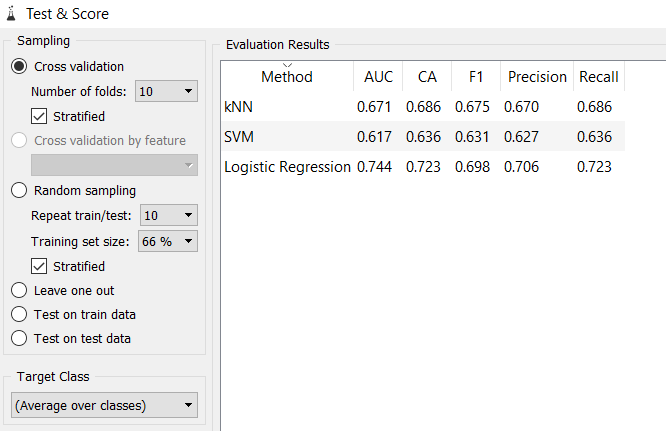 Test & Score
Sampling
Cross validation
Number of folds: 10
Stratified
Cross validation by feature
Random sampling
Repeat train/test: 10
Training set size: 66 %
Stratified
Leave one out
Test on train data
Test on test data
Target Class
(Average over classes)
Evaluation Results
Method AUC CA F1 Precision Recall
kNN 0.671 0.686 0.675 0.670 0.686
SVM 0.617 0.636 0.631 0.627 0.636
Logistic Regression 0.744 0.723 0.698 0.706 0.723